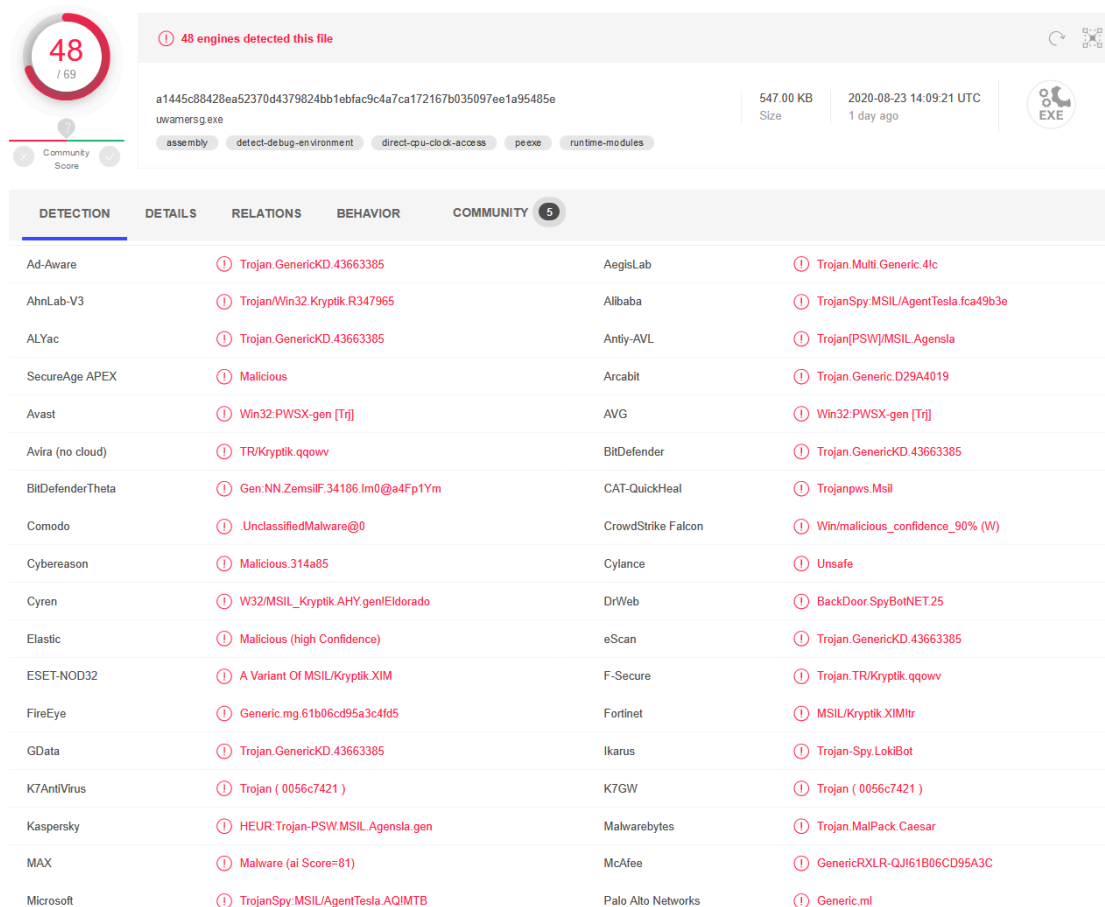 48
/ 69
?
Community
Score
48 engines detected this file
a1445c88428ea52370d4379824bb1ebfac9c4a7ca172167b035097ee1a95485e
uwamersg.exe
assembly detect-debug-environment direct-cpu-clock-access peexe runtime-modules
547.00 KB
Size
2020-08-23 14:09:21 UTC
1 day ago
EXE
DETECTION DETAILS RELATIONS BEHAVIOR COMMUNITY 5
Ad-Aware Trojan.GenericKD.43663385 AegisLab Trojan.Multi.Generic.4!c
AhnLab-V3 Trojan/Win32.Kryptik.R347965 Alibaba TrojanSpy:MSIL/AgentTesla.fca49b3e
ALYac Trojan.GenericKD.43663385 Antiy-AVL Trojan[PSW]/MSIL.Agensla
SecureAge APEX Malicious Arcabit Trojan.Generic.D29A4019
Avast Win32:PWSX-gen [Trj] AVG Win32:PWSX-gen [Trj]
Avira (no cloud) TR/Kryptik.qqowv BitDefender Trojan.GenericKD.43663385
BitDefenderTheta Gen:NN.ZemsilF.34186.Im0@a4Fp1Ym CAT-QuickHeal Trojanpws.Msil
Comodo .UnclassifiedMalware@0 CrowdStrike Falcon Win/malicious_confidence_90% (W)
Cybereason Malicious.314a85 Cylance Unsafe
Cyren W32/MSIL_Kryptik.AHY.gen!Eldorado DrWeb BackDoor.SpyBotNET.25
Elastic Malicious (high Confidence) eScan Trojan.GenericKD.43663385
ESET-NOD32 A Variant Of MSIL/Kryptik.XIM F-Secure Trojan.TR/Kryptik.qqowv
FireEye Generic.mg.61b06cd95a3c4fd5 Fortinet MSIL/Kryptik.XIM!tr
GData Trojan.GenericKD.43663385 Ikarus Trojan-Spy.LokiBot
K7AntiVirus Trojan ( 0056c7421 ) K7GW Trojan ( 0056c7421 )
Kaspersky HEUR:Trojan-PSW.MSIL.Agensla.gen Malwarebytes Trojan.MalPack.Caesar
MAX Malware (ai Score=81) McAfee GenericRXLR-QJ!61B06CD95A3C
Microsoft TrojanSpy:MSIL/AgentTesla.AQ!MTB Palo Alto Networks Generic.ml